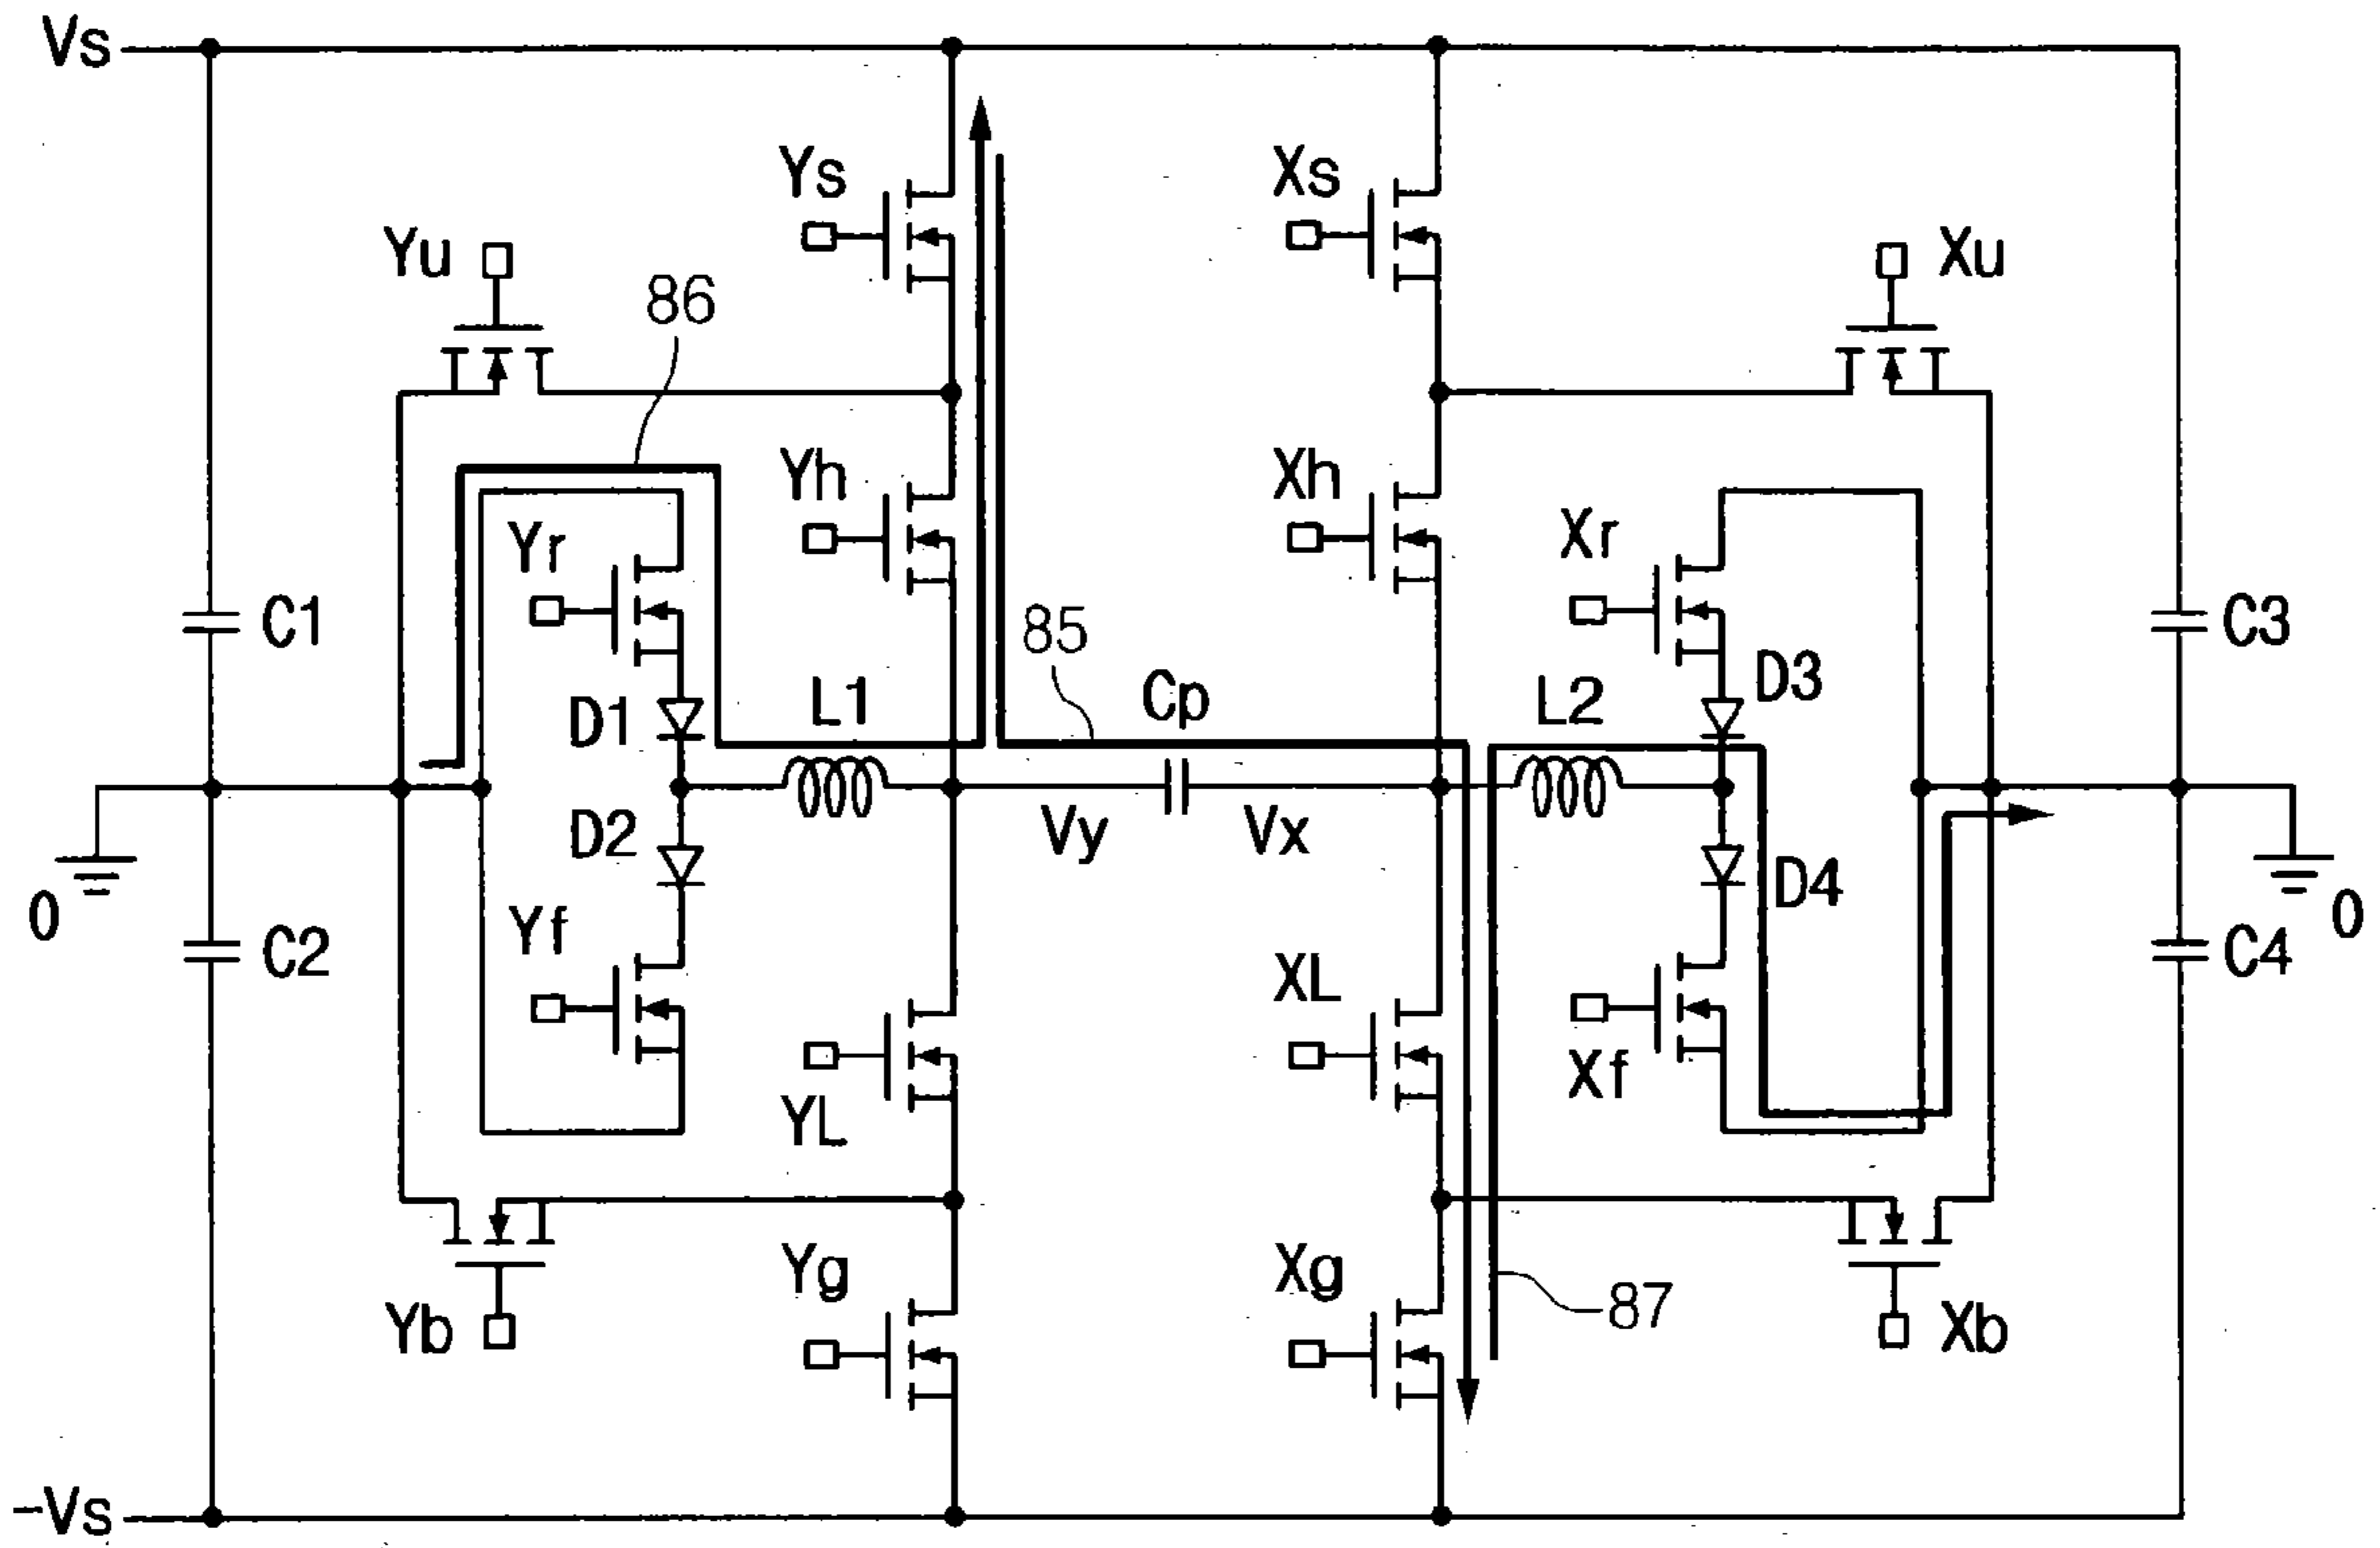 Vs
Ys
Xs
Yu
Xu
86
Yh
Xh
Yr
Xr
C1
85
C3
D1
L1
Cp
L2
D3
D2
Vy
Vx
D4
0
0
C2
Yf
XL
Xf
C4
YL
Yg
Xg
87
Yb
Xb
-Vs